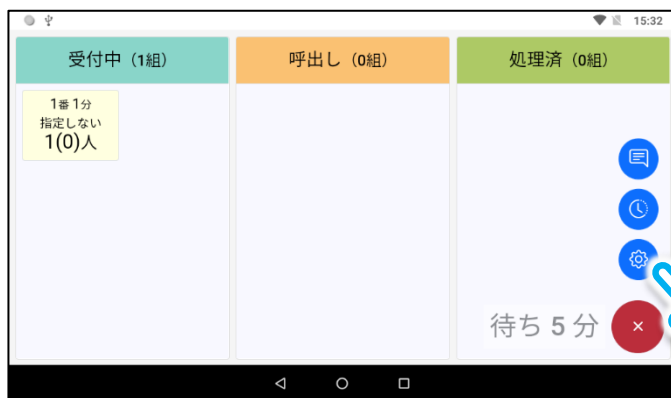 15:32
受付中（1組）
呼出し（0組）
処理済（0組）
1番 1分
指定しない
1(0)人
待ち 5 分